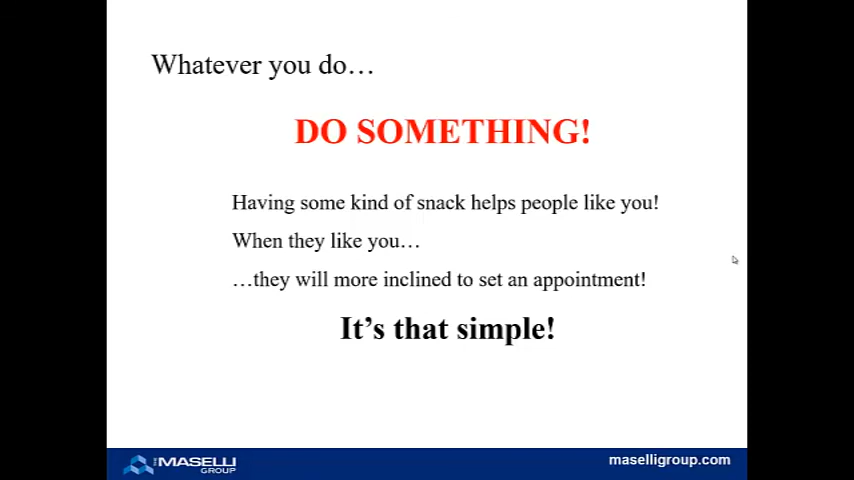 Whatever you do…
DO SOMETHING!
Having some kind of snack helps people like you!
When they like you…
…they will more inclined to set an appointment!
It’s that simple!
THE MASELLI GROUP
maselligroup.com